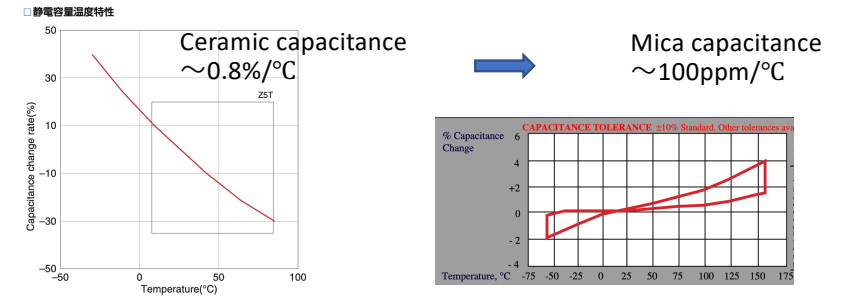 □静電容量温度特性
Ceramic capacitance
～0.8%/℃
Z5T
Capacitance change rate(%)
50
30
10
−10
−30
−50
−50 0 50 100
Temperature(℃)
Mica capacitance
～100ppm/℃
CAPACITANCE TOLERANCE ±10% Standard. Other tolerances ava
% Capacitance
Change
6
4
+2
0
- 2
- 4
Temperature, °C -75 -50 -25 0 25 50 75 100 125 150 175